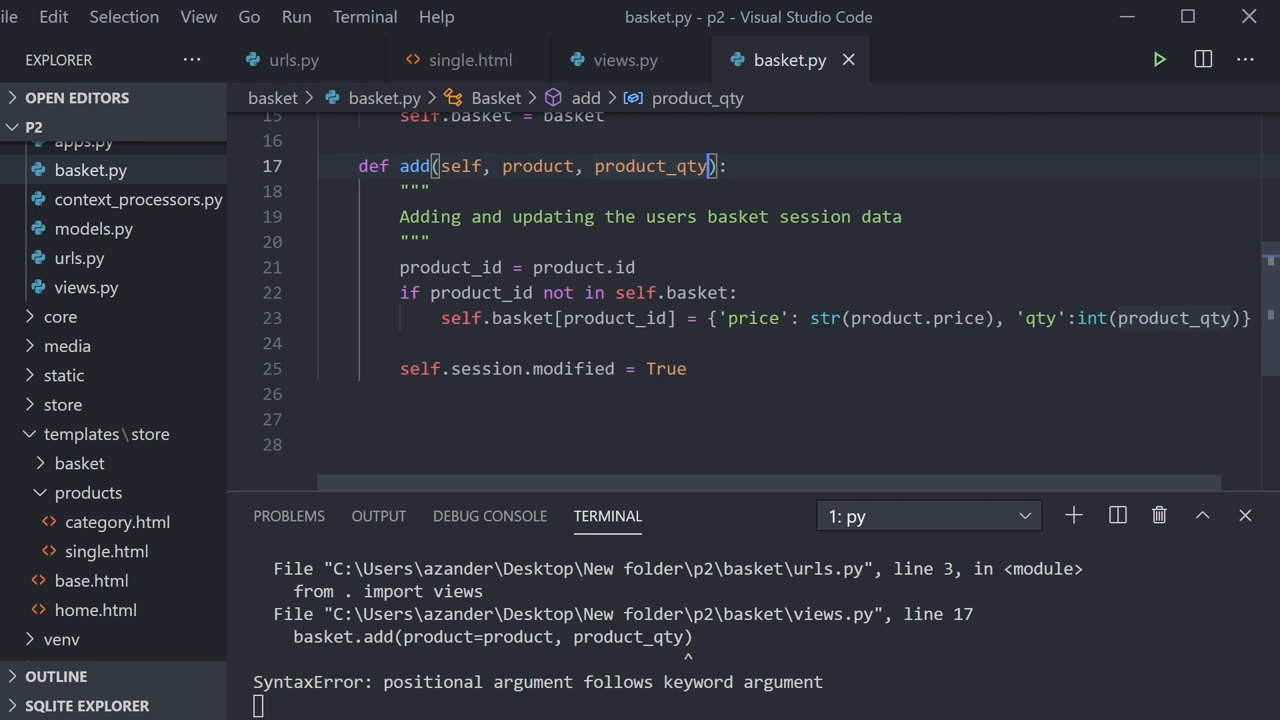 ile Edit Selection View Go Run Terminal Help basket.py - p2 - Visual Studio Code
EXPLORER ...
urls.py single.html views.py basket.py
OPEN EDITORS
P2
apps.py
basket.py
context_processors.py
models.py
urls.py
views.py
core
media
static
store
templates\store
basket
products
category.html
single.html
base.html
home.html
venv
OUTLINE
SQLITE EXPLORER
basket > basket.py > Basket > add > product_qty
15 self.basket = basket
16
17 def add(self, product, product_qty):
18 """
19 Adding and updating the users basket session data
20 """
21 product_id = product.id
22 if product_id not in self.basket:
23 self.basket[product_id] = {'price': str(product.price), 'qty':int(product_qty)}
24
25 self.session.modified = True
26
27
28
PROBLEMS OUTPUT DEBUG CONSOLE TERMINAL 1: py
File "C:\Users\azander\Desktop\New folder\p2\basket\urls.py", line 3, in <module>
from . import views
File "C:\Users\azander\Desktop\New folder\p2\basket\views.py", line 17
basket.add(product=product, product_qty)
^
SyntaxError: positional argument follows keyword argument